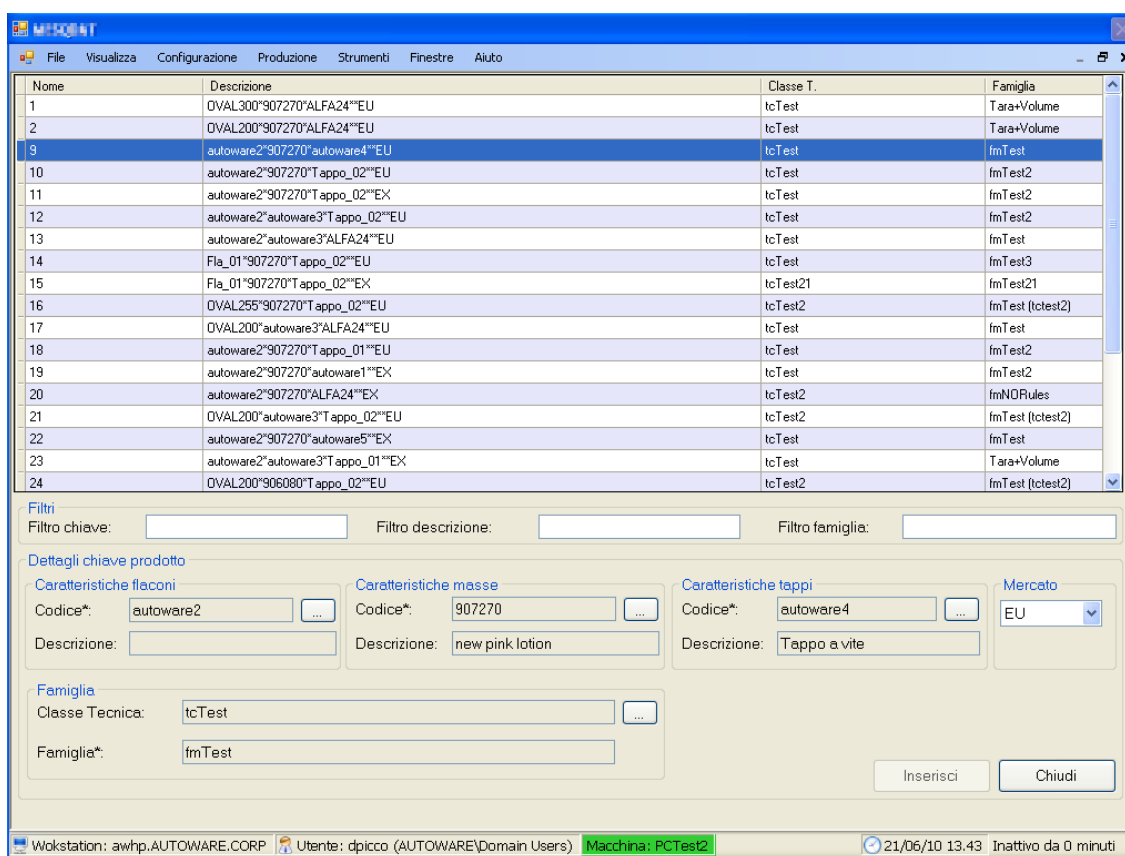 File Visualizza Configurazione Produzione Strumenti Finestre Aiuto
Nome Descrizione Classe T. Famiglia
1 OVAL300*907270*ALFA24**EU tcTest Tara+Volume
2 OVAL200*907270*ALFA24**EU tcTest Tara+Volume
9 autoware2*907270*autoware4**EU tcTest fmTest
10 autoware2*907270*Tappo_02**EU tcTest fmTest2
11 autoware2*907270*Tappo_02**EX tcTest fmTest2
12 autoware2*autoware3*Tappo_02**EU tcTest fmTest2
13 autoware2*autoware3*ALFA24**EU tcTest fmTest
14 Fla_01*907270*Tappo_02**EU tcTest fmTest3
15 Fla_01*907270*Tappo_02**EX tcTest21 fmTest21
16 OVAL255*907270*Tappo_02**EU tcTest2 fmTest (tctest2)
17 OVAL200*autoware3*ALFA24**EU tcTest fmTest
18 autoware2*907270*Tappo_01**EU tcTest fmTest2
19 autoware2*907270*autoware1**EX tcTest fmTest2
20 autoware2*907270*ALFA24**EX tcTest2 fmNORules
21 OVAL200*autoware3*Tappo_02**EU tcTest2 fmTest (tctest2)
22 autoware2*907270*autoware5**EX tcTest fmTest
23 autoware2*autoware3*Tappo_01**EX tcTest Tara+Volume
24 OVAL200*906080*Tappo_02**EU tcTest2 fmTest (tctest2)
Filtri
Filtro chiave: Filtro descrizione: Filtro famiglia:
Dettagli chiave prodotto
Caratteristiche flaconi Caratteristiche masse Caratteristiche tappi Mercato
Codice*: autoware2 ... Codice*: 907270 ... Codice*: autoware4 ... EU
Descrizione: Descrizione: new pink lotion Descrizione: Tappo a vite
Famiglia
Classe Tecnica: tcTest ...
Famiglia*: fmTest
Inserisci Chiudi
Wokstation: awhp.AUTOWARE.CORP Utente: dpicco (AUTOWARE\Domain Users) Macchina: PCTest2 21/06/10 13.43 Inattivo da 0 minuti